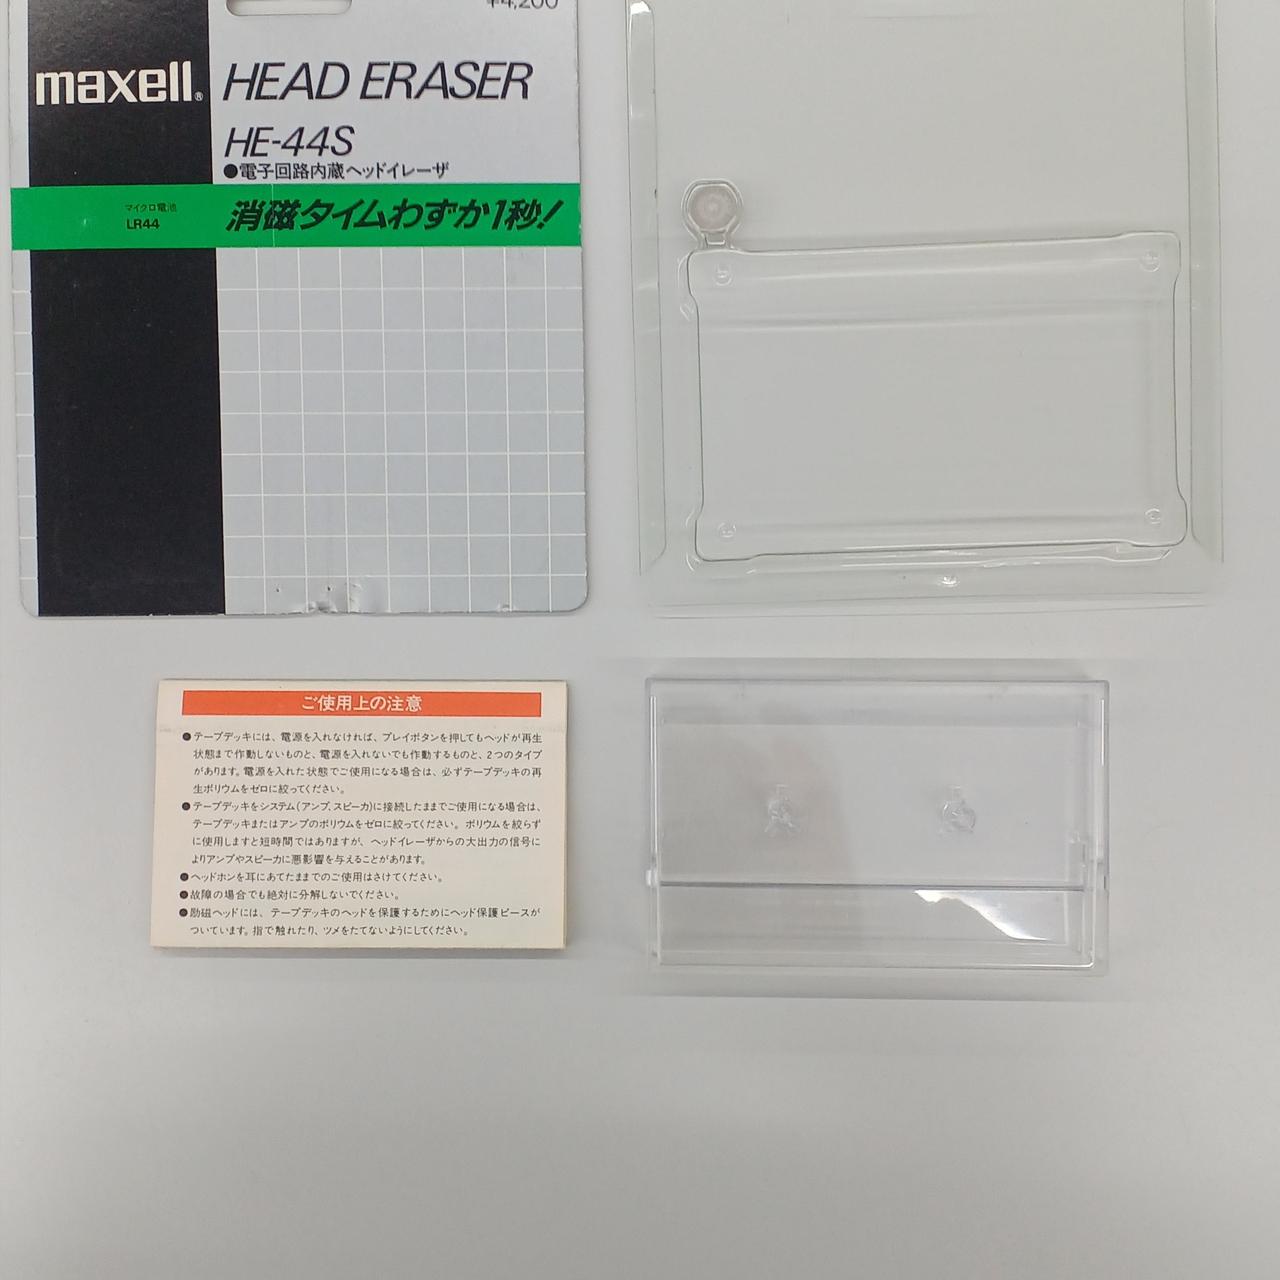 ¥4,200
maxell® HEAD ERASER
HE-44S
●電子回路内蔵ヘッドイレーザ
マイクロ電池
LR44
消磁タイムわずか1秒!
ご使用上の注意
●テープデッキには、電源を入れなければ、プレイボタンを押してもヘッドが再生
状態まで作動しないものと、電源を入れないでも作動するものと、2つのタイプ
があります。電源を入れた状態でご使用になる場合は、必ずテープデッキの再
生ボリウムをゼロに絞ってください。
●テープデッキをシステム(アンプ、スピーカ)に接続したままでご使用になる場合は、
テープデッキまたはアンプのボリウムをゼロに絞ってください。ボリウムを絞らず
に使用しますと短時間ではありますが、ヘッドイレーザからの大出力の信号に
よりアンプやスピーカに悪影響を与えることがあります。
●ヘッドホンを耳にあてたままでのご使用はさけてください。
●故障の場合でも絶対に分解しないでください。
●励磁ヘッドには、テープデッキのヘッドを保護するためにヘッド保護ピースが
ついています。指で触れたり、ツメをたてないようにしてください。